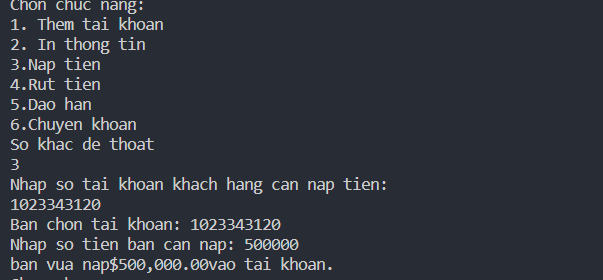 Chon chuc nang:
1. Them tai khoan
2. In thong tin
3.Nap tien
4.Rut tien
5.Dao han
6.Chuyen khoan
So khac de thoat
3
Nhap so tai khoan khach hang can nap tien:
1023343120
Ban chon tai khoan: 1023343120
Nhap so tien ban can nap: 500000
ban vua nap$500,000.00vao tai khoan.